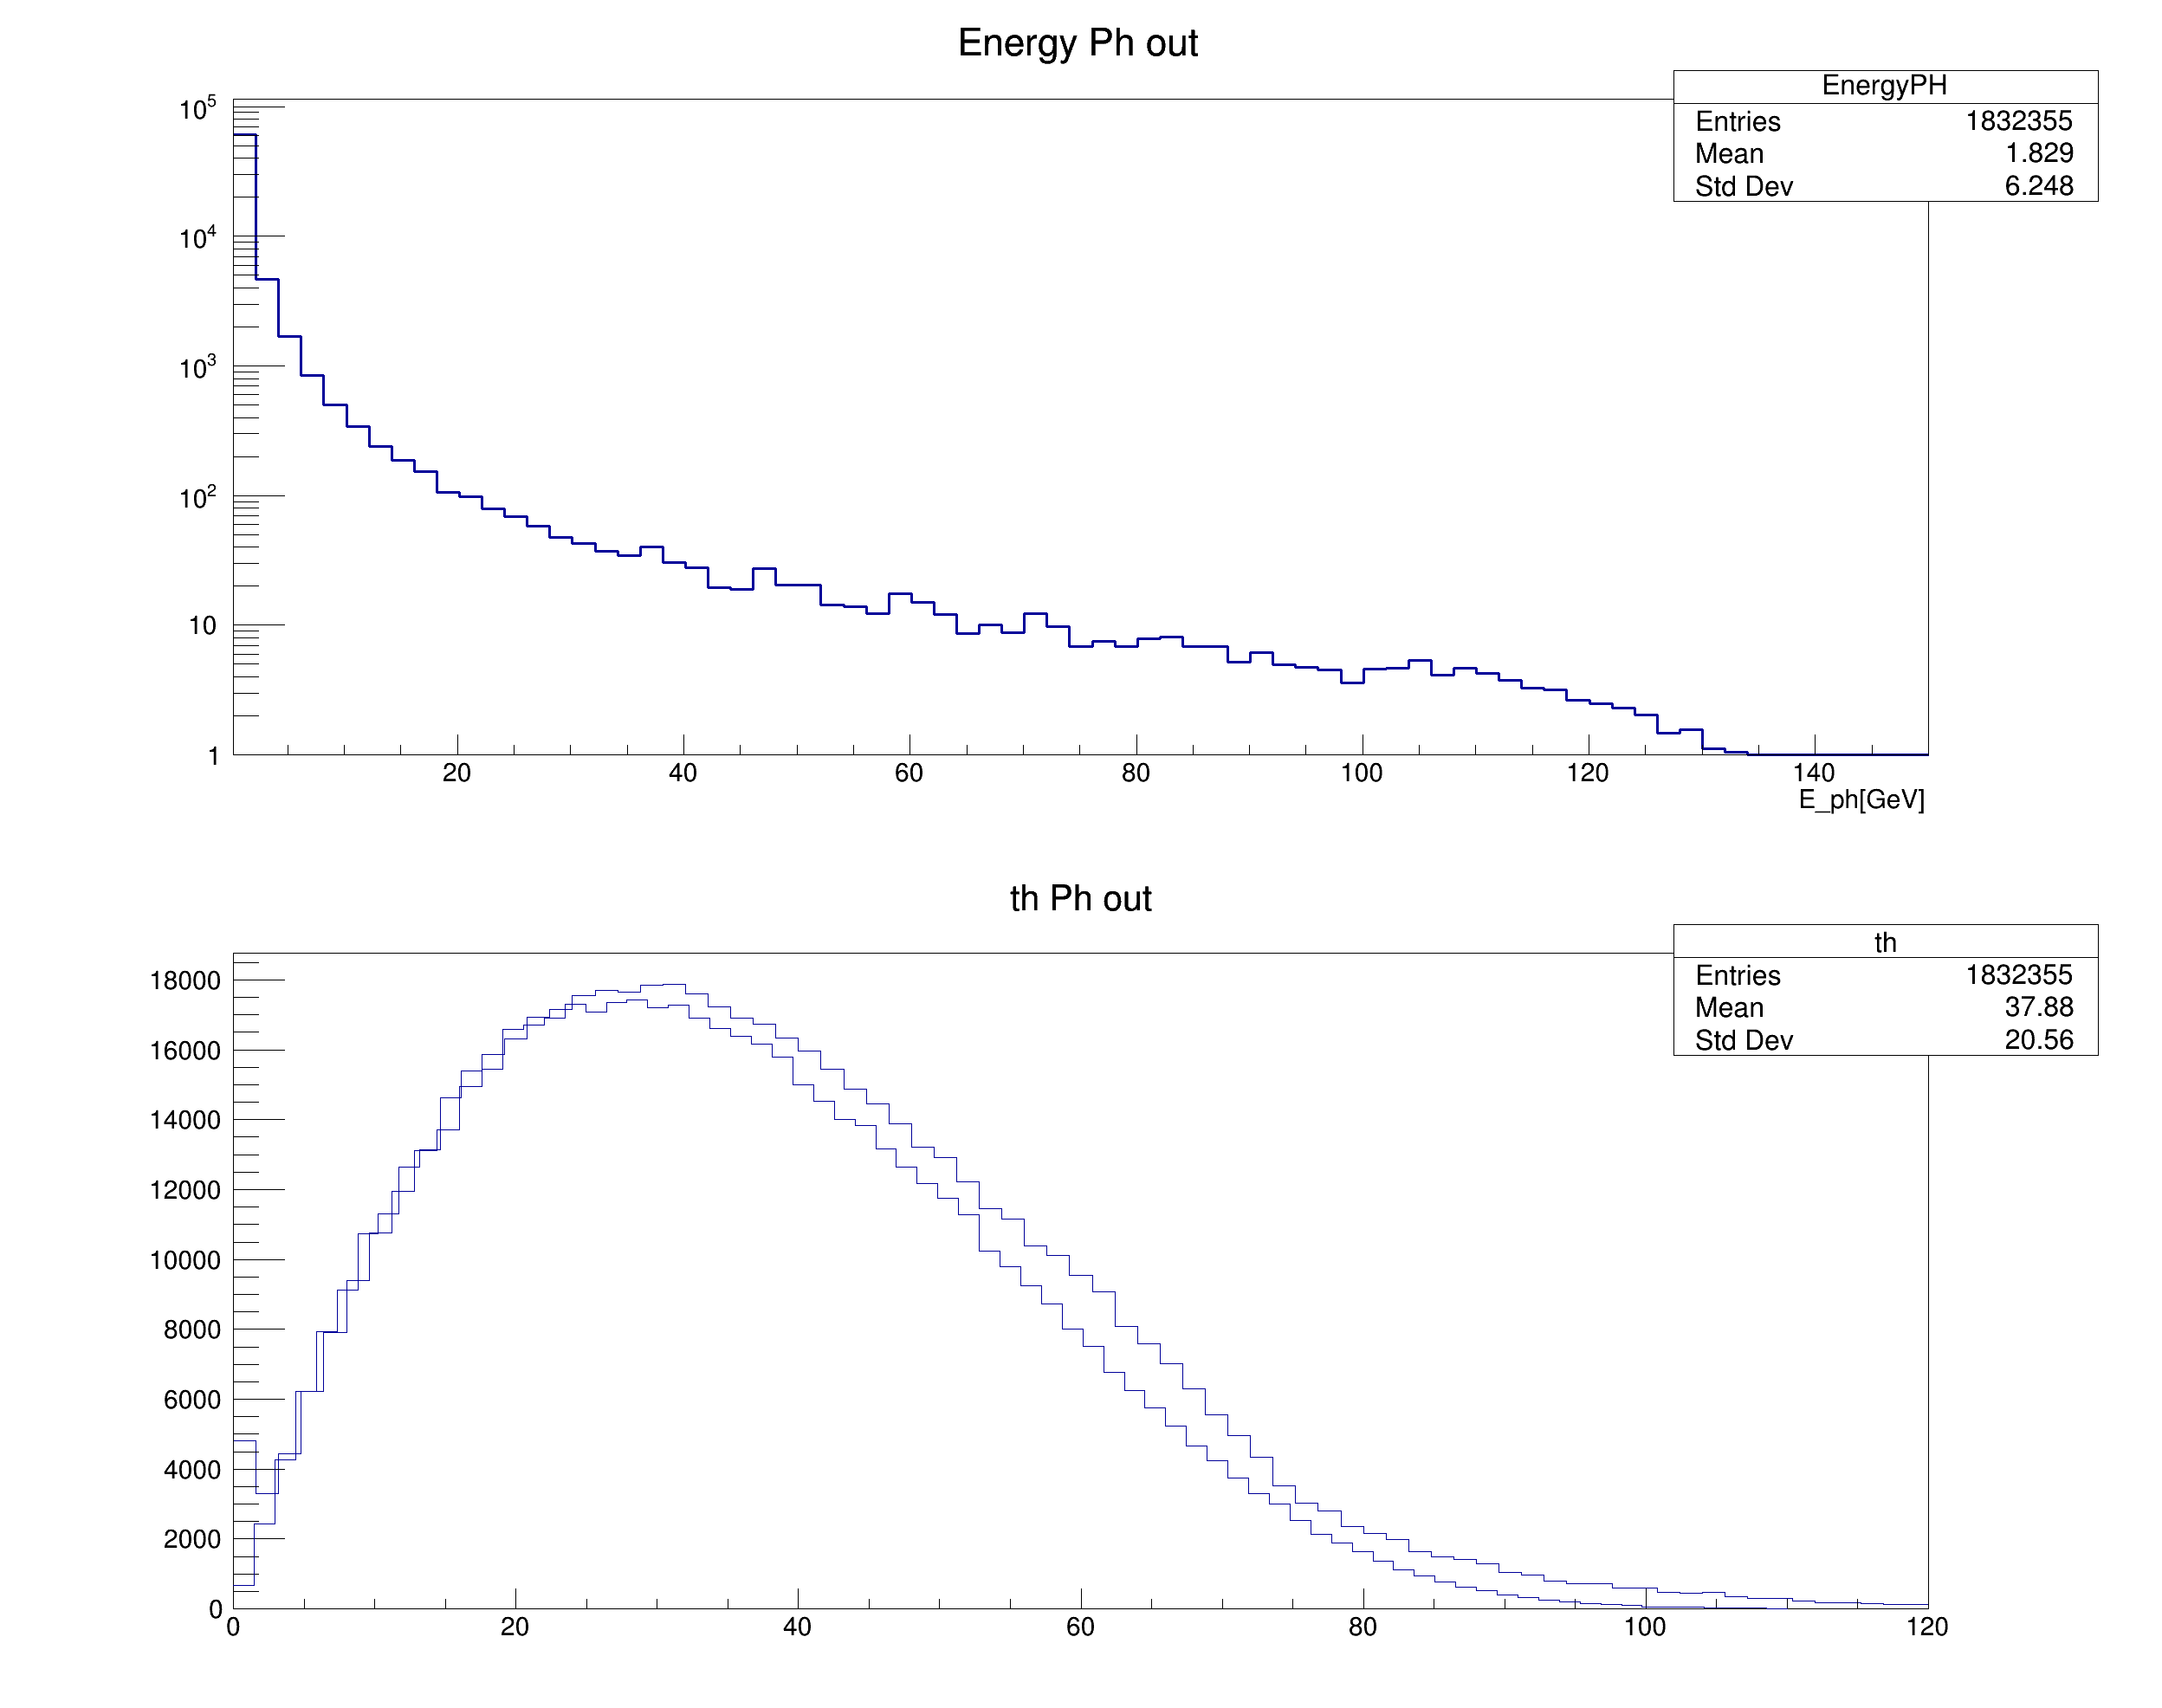 Energy Ph out
EnergyPH
Entries 1832355
Mean 1.829
Std Dev 6.248
10^5
10^4
10^3
10^2
10
1
20 40 60 80 100 120 140
E_ph[GeV]
th Ph out
th
Entries 1832355
Mean 37.88
Std Dev 20.56
18000
16000
14000
12000
10000
8000
6000
4000
2000
0
0 20 40 60 80 100 120